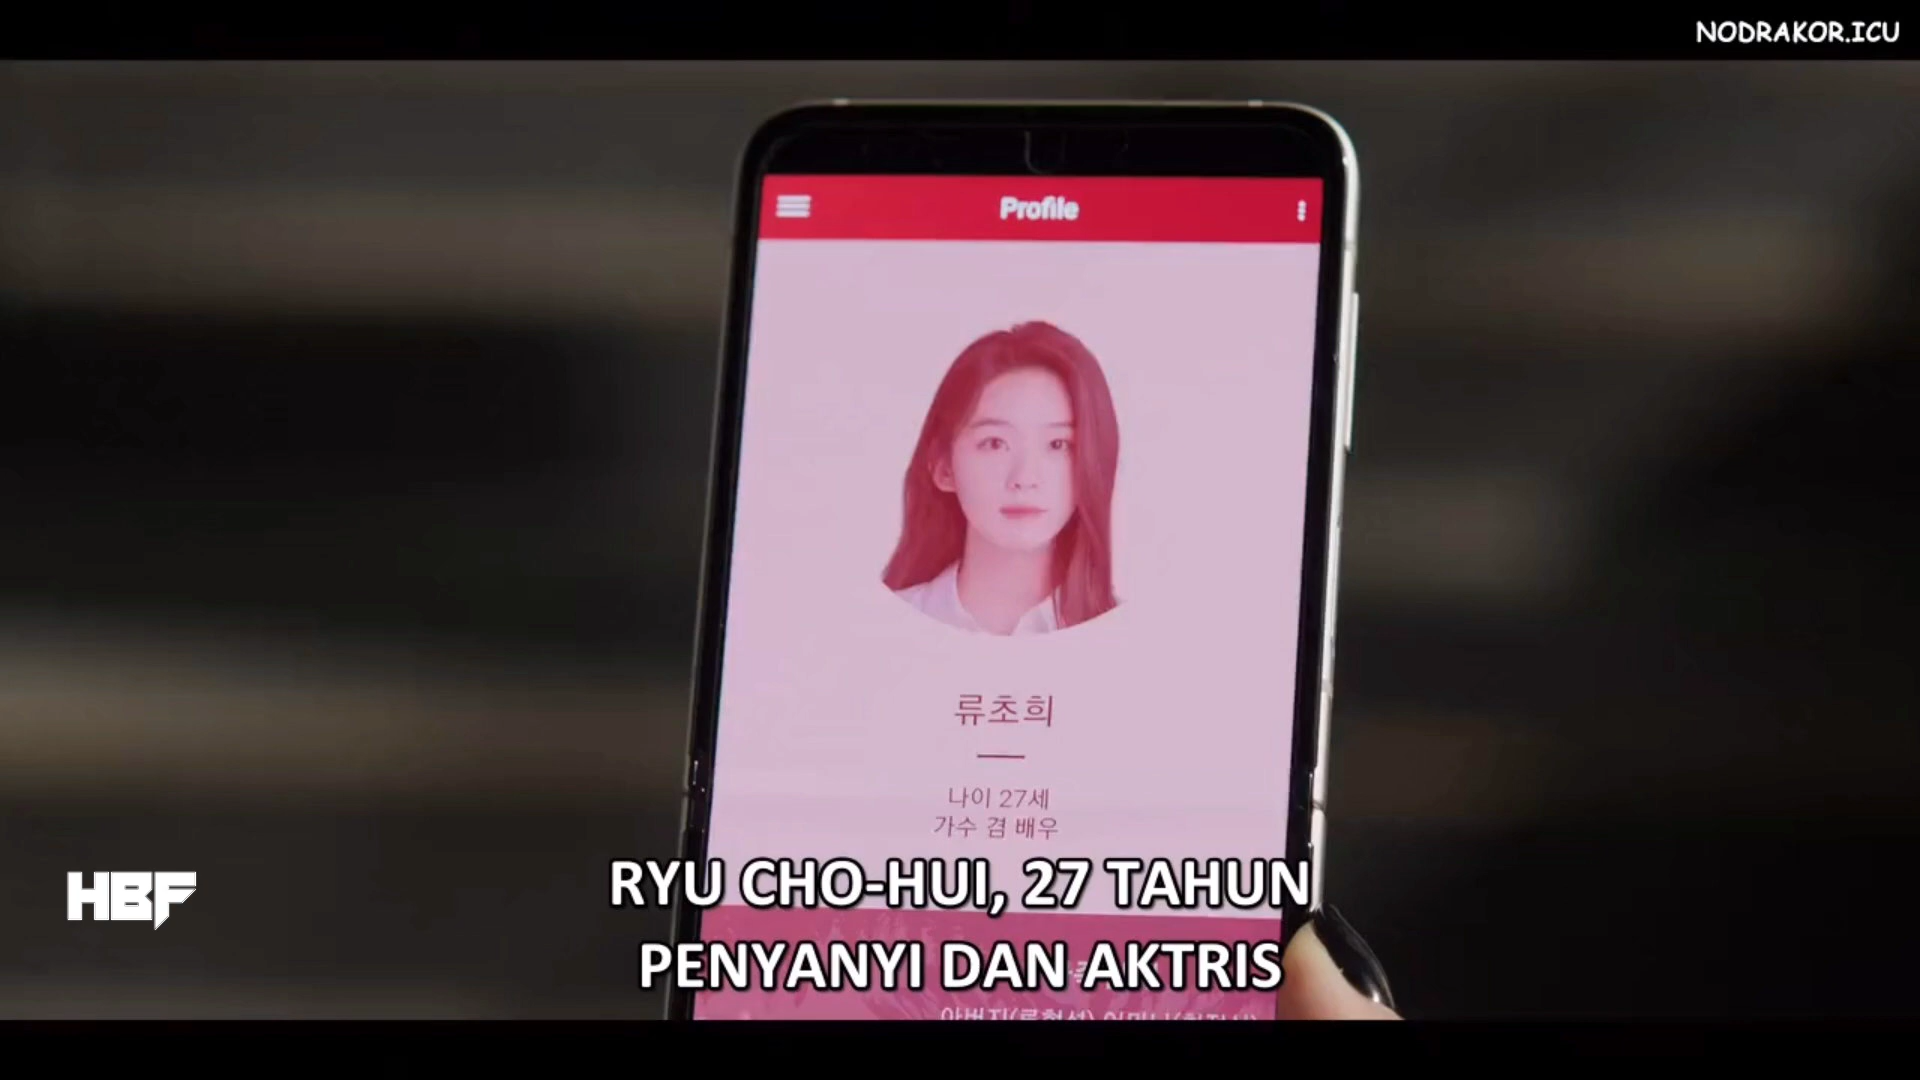 NODRAKOR.ICU
Profile
류초희
나이 27세
가수 겸 배우
HBF
RYU CHO-HUI, 27 TAHUN
PENYANYI DAN AKTRIS